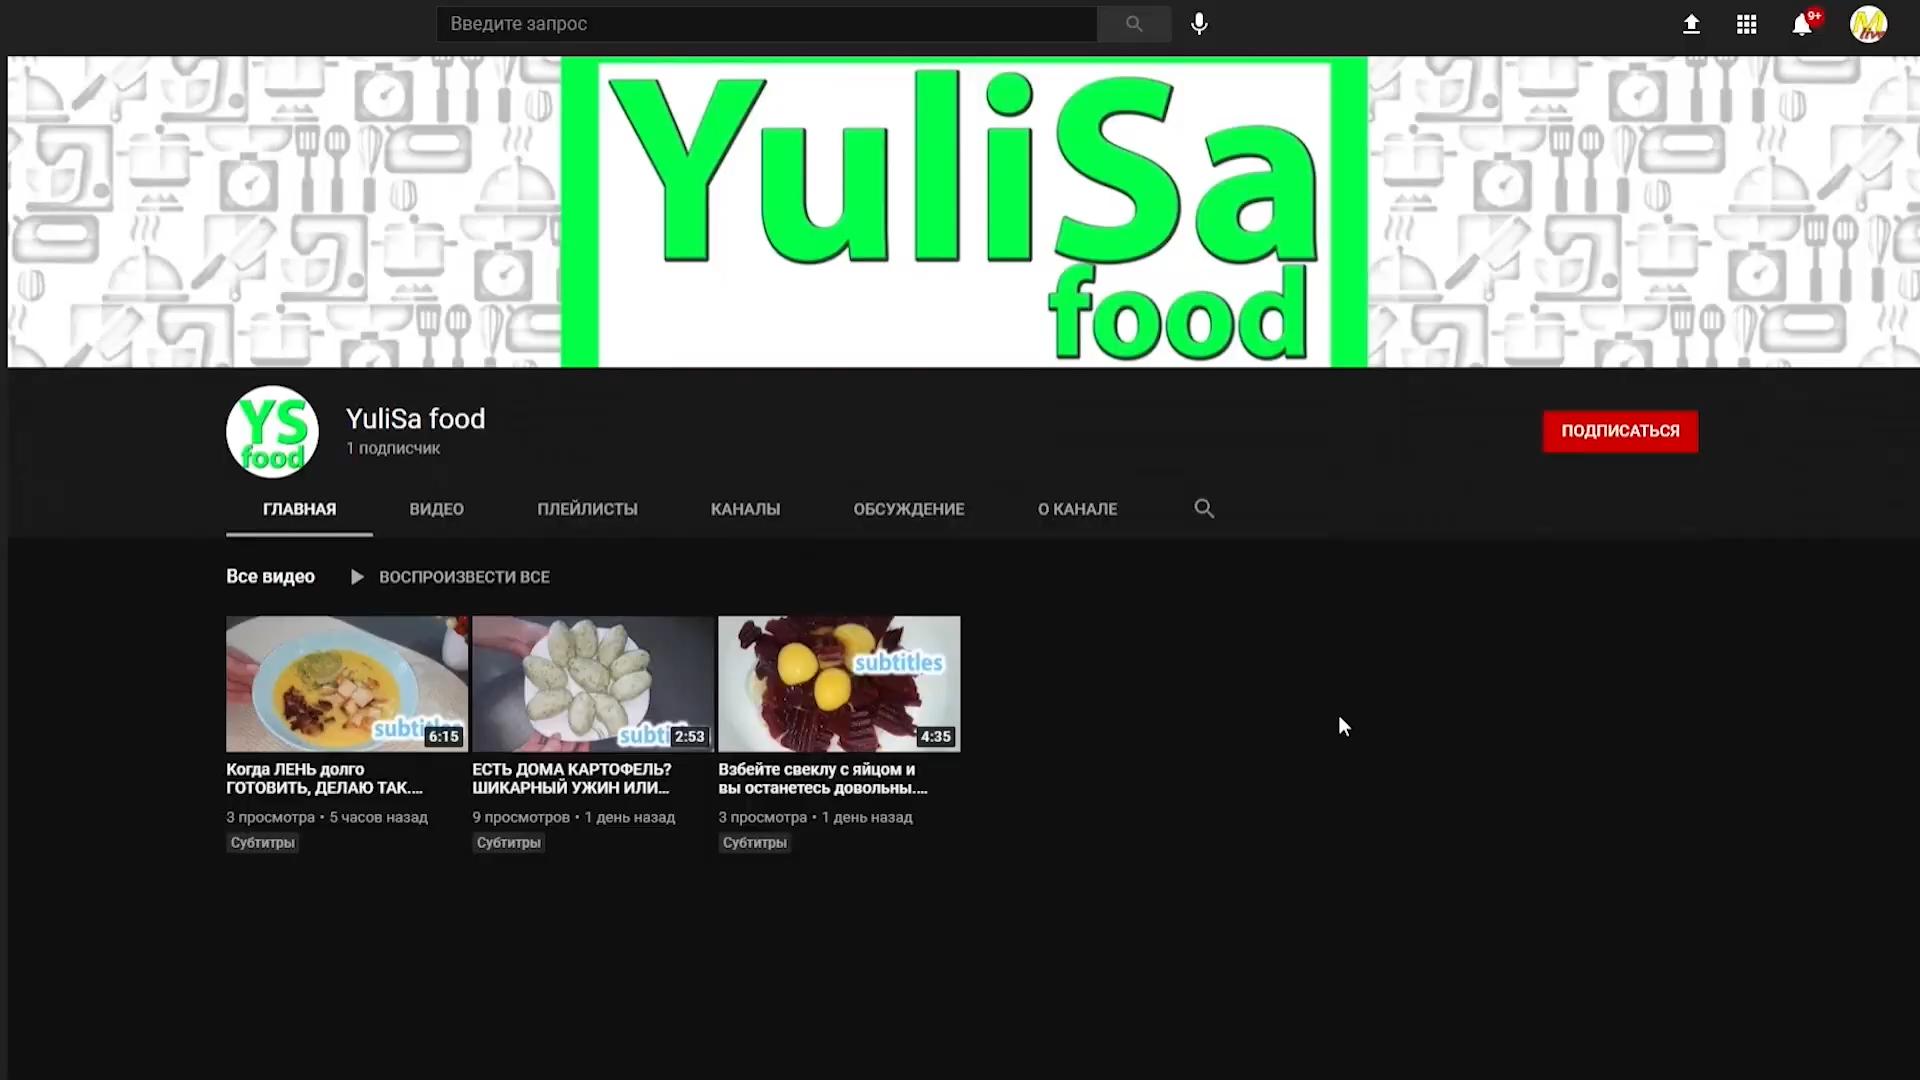 Введите запрос
9+
M
live
YuliSa
food
YS
food
YuliSa food
1 подписчик
ПОДПИСАТЬСЯ
ГЛАВНАЯ
ВИДЕО
ПЛЕЙЛИСТЫ
КАНАЛЫ
ОБСУЖДЕНИЕ
О КАНАЛЕ
Все видео
ВОСПРОИЗВЕСТИ ВСЕ
subtitles
6:15
subti
2:53
subtitles
4:35
Когда ЛЕНЬ долго
ГОТОВИТЬ, ДЕЛАЮ ТАК....
3 просмотра • 5 часов назад
Субтитры
ЕСТЬ ДОМА КАРТОФЕЛЬ?
ШИКАРНЫЙ УЖИН ИЛИ...
9 просмотров • 1 день назад
Субтитры
Взбейте свеклу с яйцом и
вы останетесь довольны....
3 просмотра • 1 день назад
Субтитры